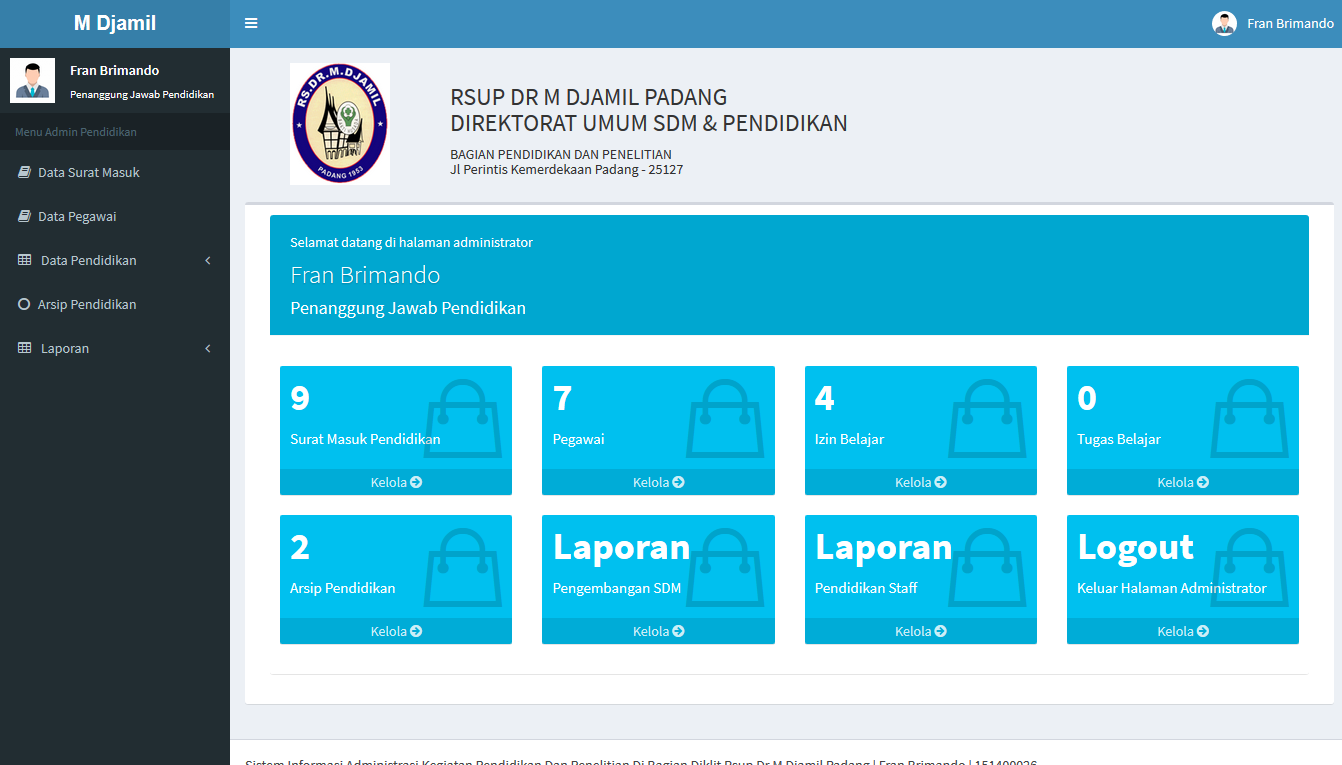 M Djamil
Fran Brimando
Fran Brimando
Penanggung Jawab Pendidikan
Menu Admin Pendidikan
Data Surat Masuk
Data Pegawai
Data Pendidikan
Arsip Pendidikan
Laporan
RS.DR.M.DJAMIL
PADANG 1953
RSUP DR M DJAMIL PADANG
DIREKTORAT UMUM SDM & PENDIDIKAN
BAGIAN PENDIDIKAN DAN PENELITIAN
Jl Perintis Kemerdekaan Padang - 25127
Selamat datang di halaman administrator
Fran Brimando
Penanggung Jawab Pendidikan
9
Surat Masuk Pendidikan
Kelola
7
Pegawai
Kelola
4
Izin Belajar
Kelola
0
Tugas Belajar
Kelola
2
Arsip Pendidikan
Kelola
Laporan
Pengembangan SDM
Kelola
Laporan
Pendidikan Staff
Kelola
Logout
Keluar Halaman Administrator
Kelola
Sistem Informasi Administrasi Kegiatan Pendidikan Dan Penelitian Di Bagian Diklit Rsup Dr M Djamil Padang | Fran Brimando |